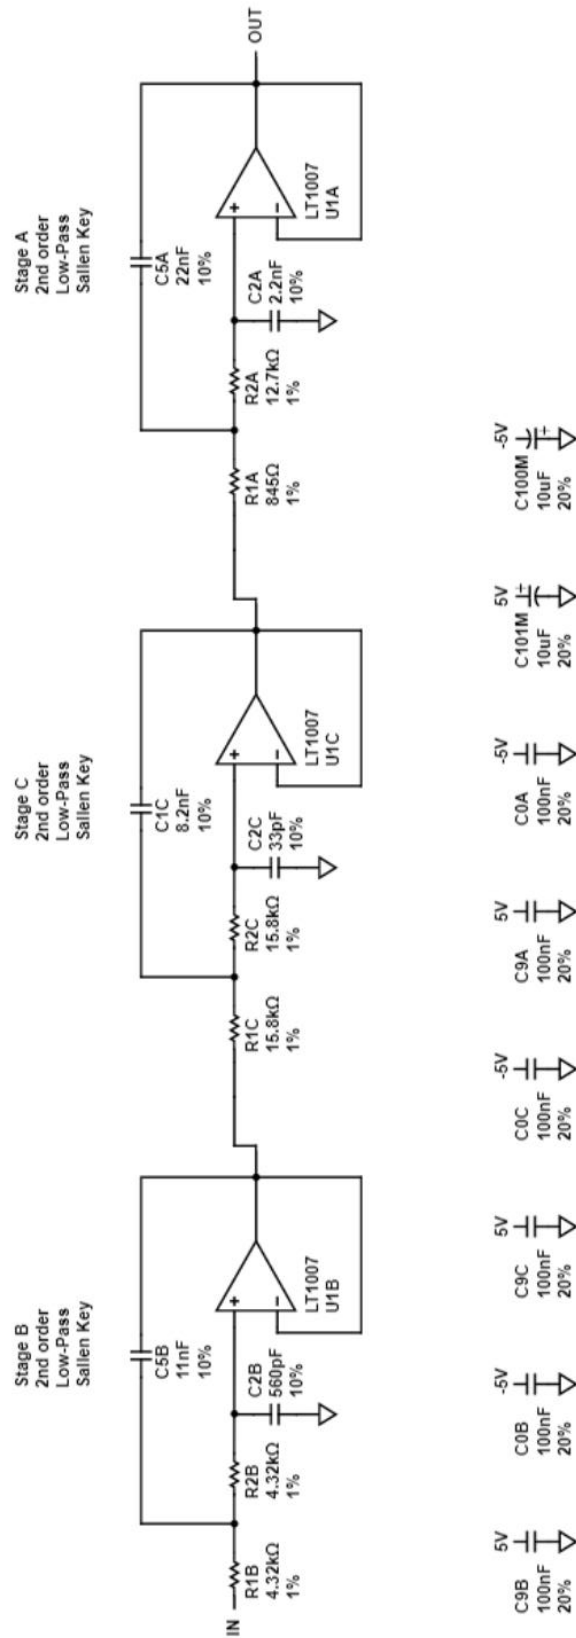 Stage B
2nd order
Low-Pass
Sallen Key
Stage C
2nd order
Low-Pass
Sallen Key
Stage A
2nd order
Low-Pass
Sallen Key
C5B
11nF
10%
C1C
8.2nF
10%
C5A
22nF
10%
IN
R1B
4.32kΩ
1%
R2B
4.32kΩ
1%
C2B
560pF
10%
+
-
LT1007
U1B
R1C
15.8kΩ
1%
R2C
15.8kΩ
1%
C2C
33pF
10%
+
-
LT1007
U1C
R1A
845Ω
1%
R2A
12.7kΩ
1%
C2A
2.2nF
10%
+
-
LT1007
U1A
OUT
5V
C9B
100nF
20%
-5V
C0B
100nF
20%
5V
C9C
100nF
20%
-5V
C0C
100nF
20%
5V
C9A
100nF
20%
-5V
C0A
100nF
20%
5V
+
C101M
10uF
20%
-5V
+
C100M
10uF
20%